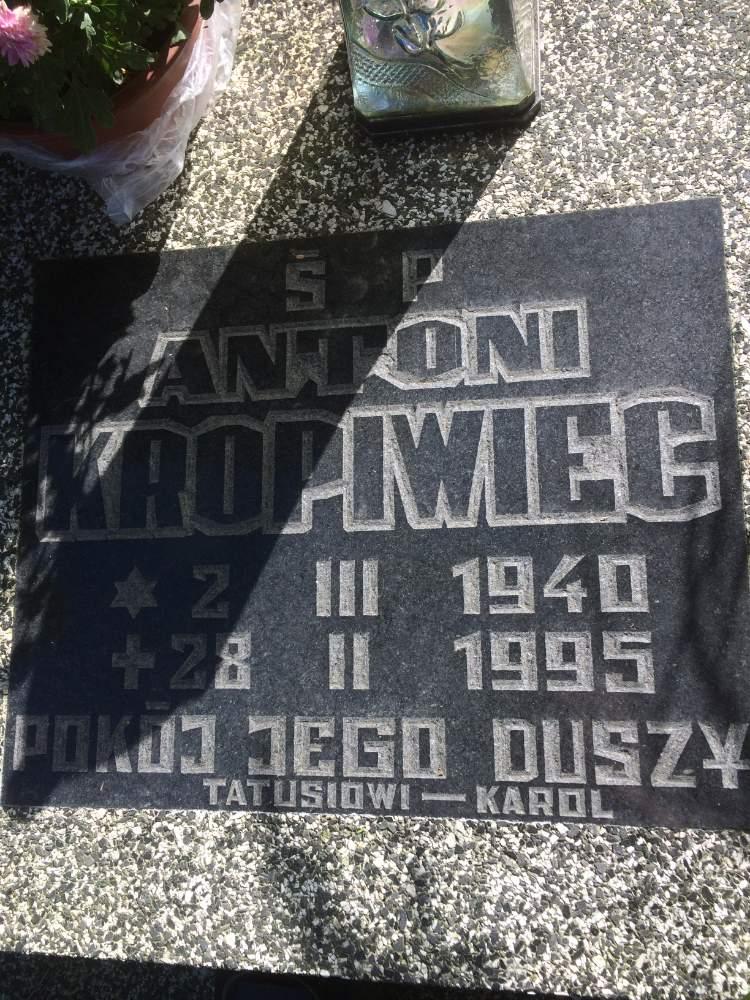 Ś P
ANTONI
KROPIWIEC
✶ 2 III 1940
+ 28 II 1995
POKÓJ JEGO DUSZY
TATUSIOWI — KAROL